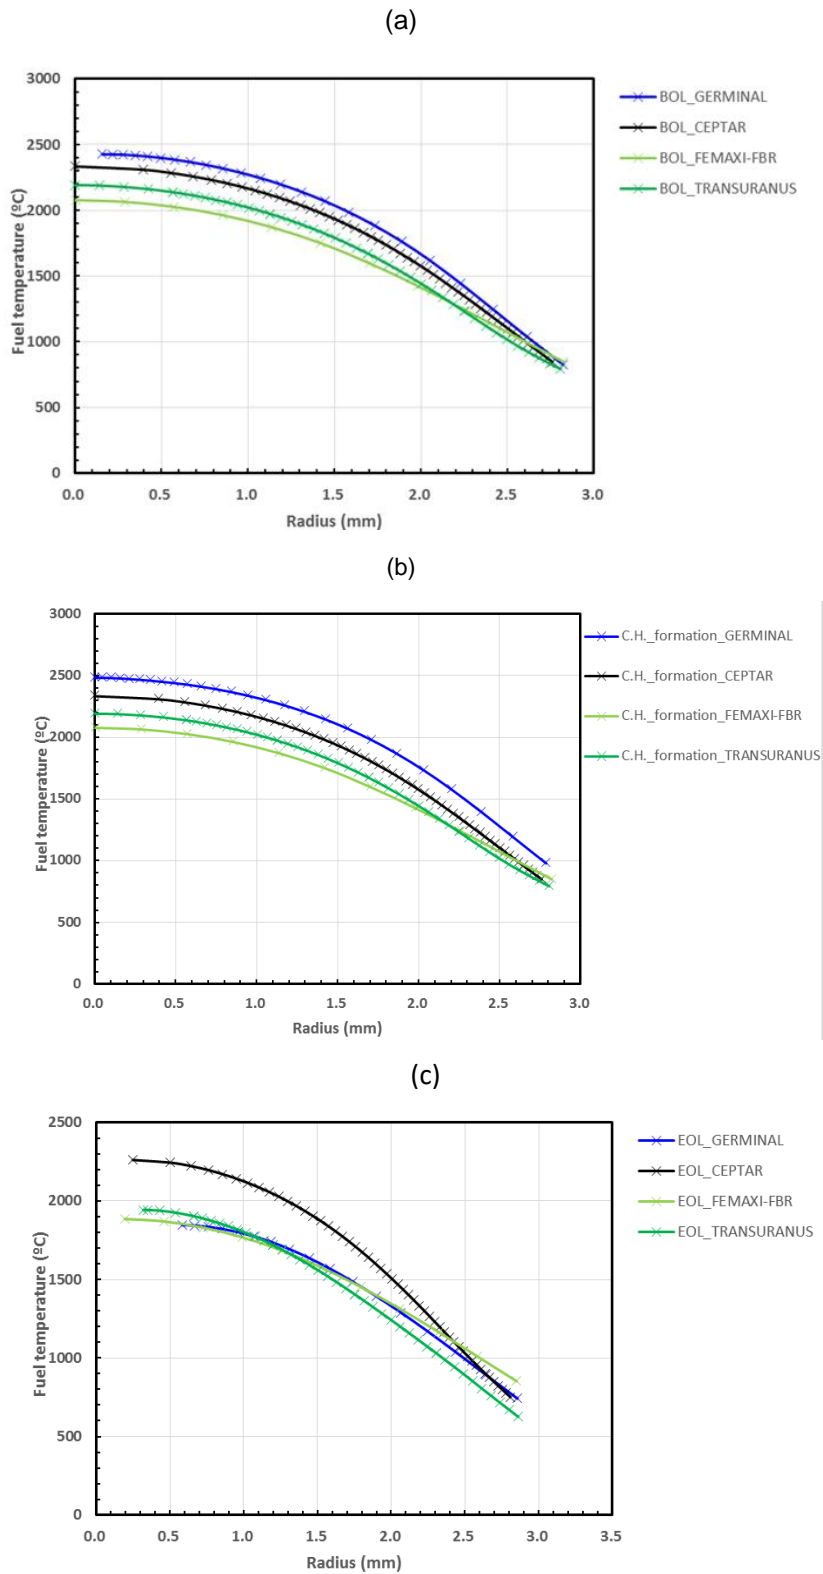 (a)
3000
2500
2000
1500
1000
500
0
Fuel temperature (ºC)
0.0 0.5 1.0 1.5 2.0 2.5 3.0
Radius (mm)
BOL_GERMINAL
BOL_CEPTAR
BOL_FEMAXI-FBR
BOL_TRANSURANUS
(b)
3000
2500
2000
1500
1000
500
0
Fuel temperature (ºC)
0.0 0.5 1.0 1.5 2.0 2.5 3.0
Radius (mm)
C.H._formation_GERMINAL
C.H._formation_CEPTAR
C.H._formation_FEMAXI-FBR
C.H._formation_TRANSURANUS
(c)
2500
2000
1500
1000
500
0
Fuel temperature (ºC)
0.0 0.5 1.0 1.5 2.0 2.5 3.0 3.5
Radius (mm)
EOL_GERMINAL
EOL_CEPTAR
EOL_FEMAXI-FBR
EOL_TRANSURANUS